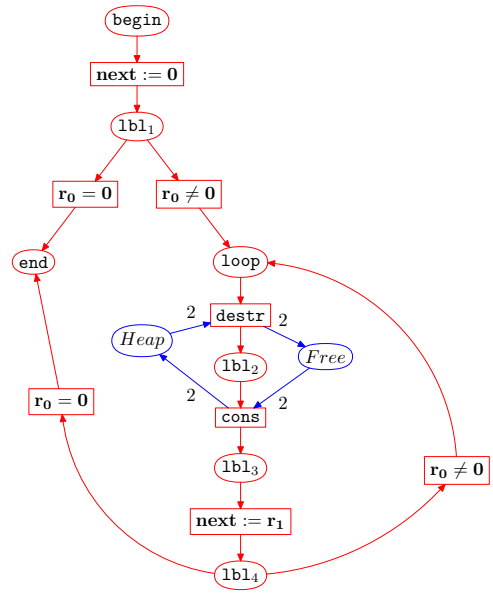 begin
next := 0
lbl₁
r₀ = 0
r₀ ≠ 0
end
loop
destr
2
2
Heap
Free
lbl₂
2
2
r₀ = 0
cons
lbl₃
r₀ ≠ 0
next := r₁
lbl₄